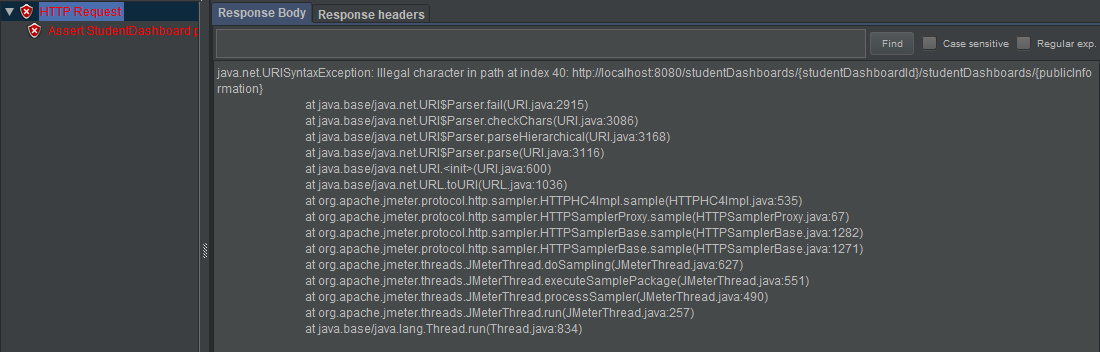 HTTP Request
Assert StudentDashboard p
Response Body
Response headers
Find
Case sensitive
Regular exp.
java.net.URISyntaxException: Illegal character in path at index 40: http://localhost:8080/studentDashboards/{studentDashboardId}/studentDashboards/{publicInfo
rmation}
at java.base/java.net.URI$Parser.fail(URI.java:2915)
at java.base/java.net.URI$Parser.checkChars(URI.java:3086)
at java.base/java.net.URI$Parser.parseHierarchical(URI.java:3168)
at java.base/java.net.URI$Parser.parse(URI.java:3116)
at java.base/java.net.URI.<init>(URI.java:600)
at java.base/java.net.URL.toURI(URL.java:1036)
at org.apache.jmeter.protocol.http.sampler.HTTPHC4Impl.sample(HTTPHC4Impl.java:535)
at org.apache.jmeter.protocol.http.sampler.HTTPSamplerProxy.sample(HTTPSamplerProxy.java:67)
at org.apache.jmeter.protocol.http.sampler.HTTPSamplerBase.sample(HTTPSamplerBase.java:1282)
at org.apache.jmeter.protocol.http.sampler.HTTPSamplerBase.sample(HTTPSamplerBase.java:1271)
at org.apache.jmeter.threads.JMeterThread.doSampling(JMeterThread.java:627)
at org.apache.jmeter.threads.JMeterThread.executeSamplePackage(JMeterThread.java:551)
at org.apache.jmeter.threads.JMeterThread.processSampler(JMeterThread.java:490)
at org.apache.jmeter.threads.JMeterThread.run(JMeterThread.java:257)
at java.base/java.lang.Thread.run(Thread.java:834)